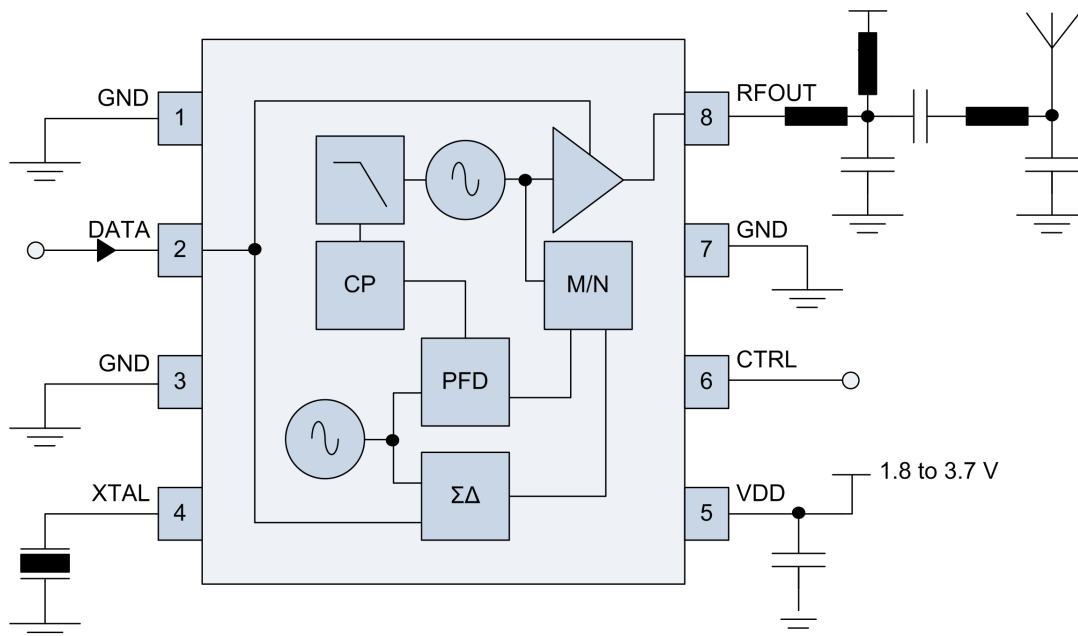 GND
1
DATA
2
GND
3
XTAL
4
CP
M/N
PFD
ΣΔ
8
RFOUT
7
GND
6
CTRL
5
VDD
1.8 to 3.7 V